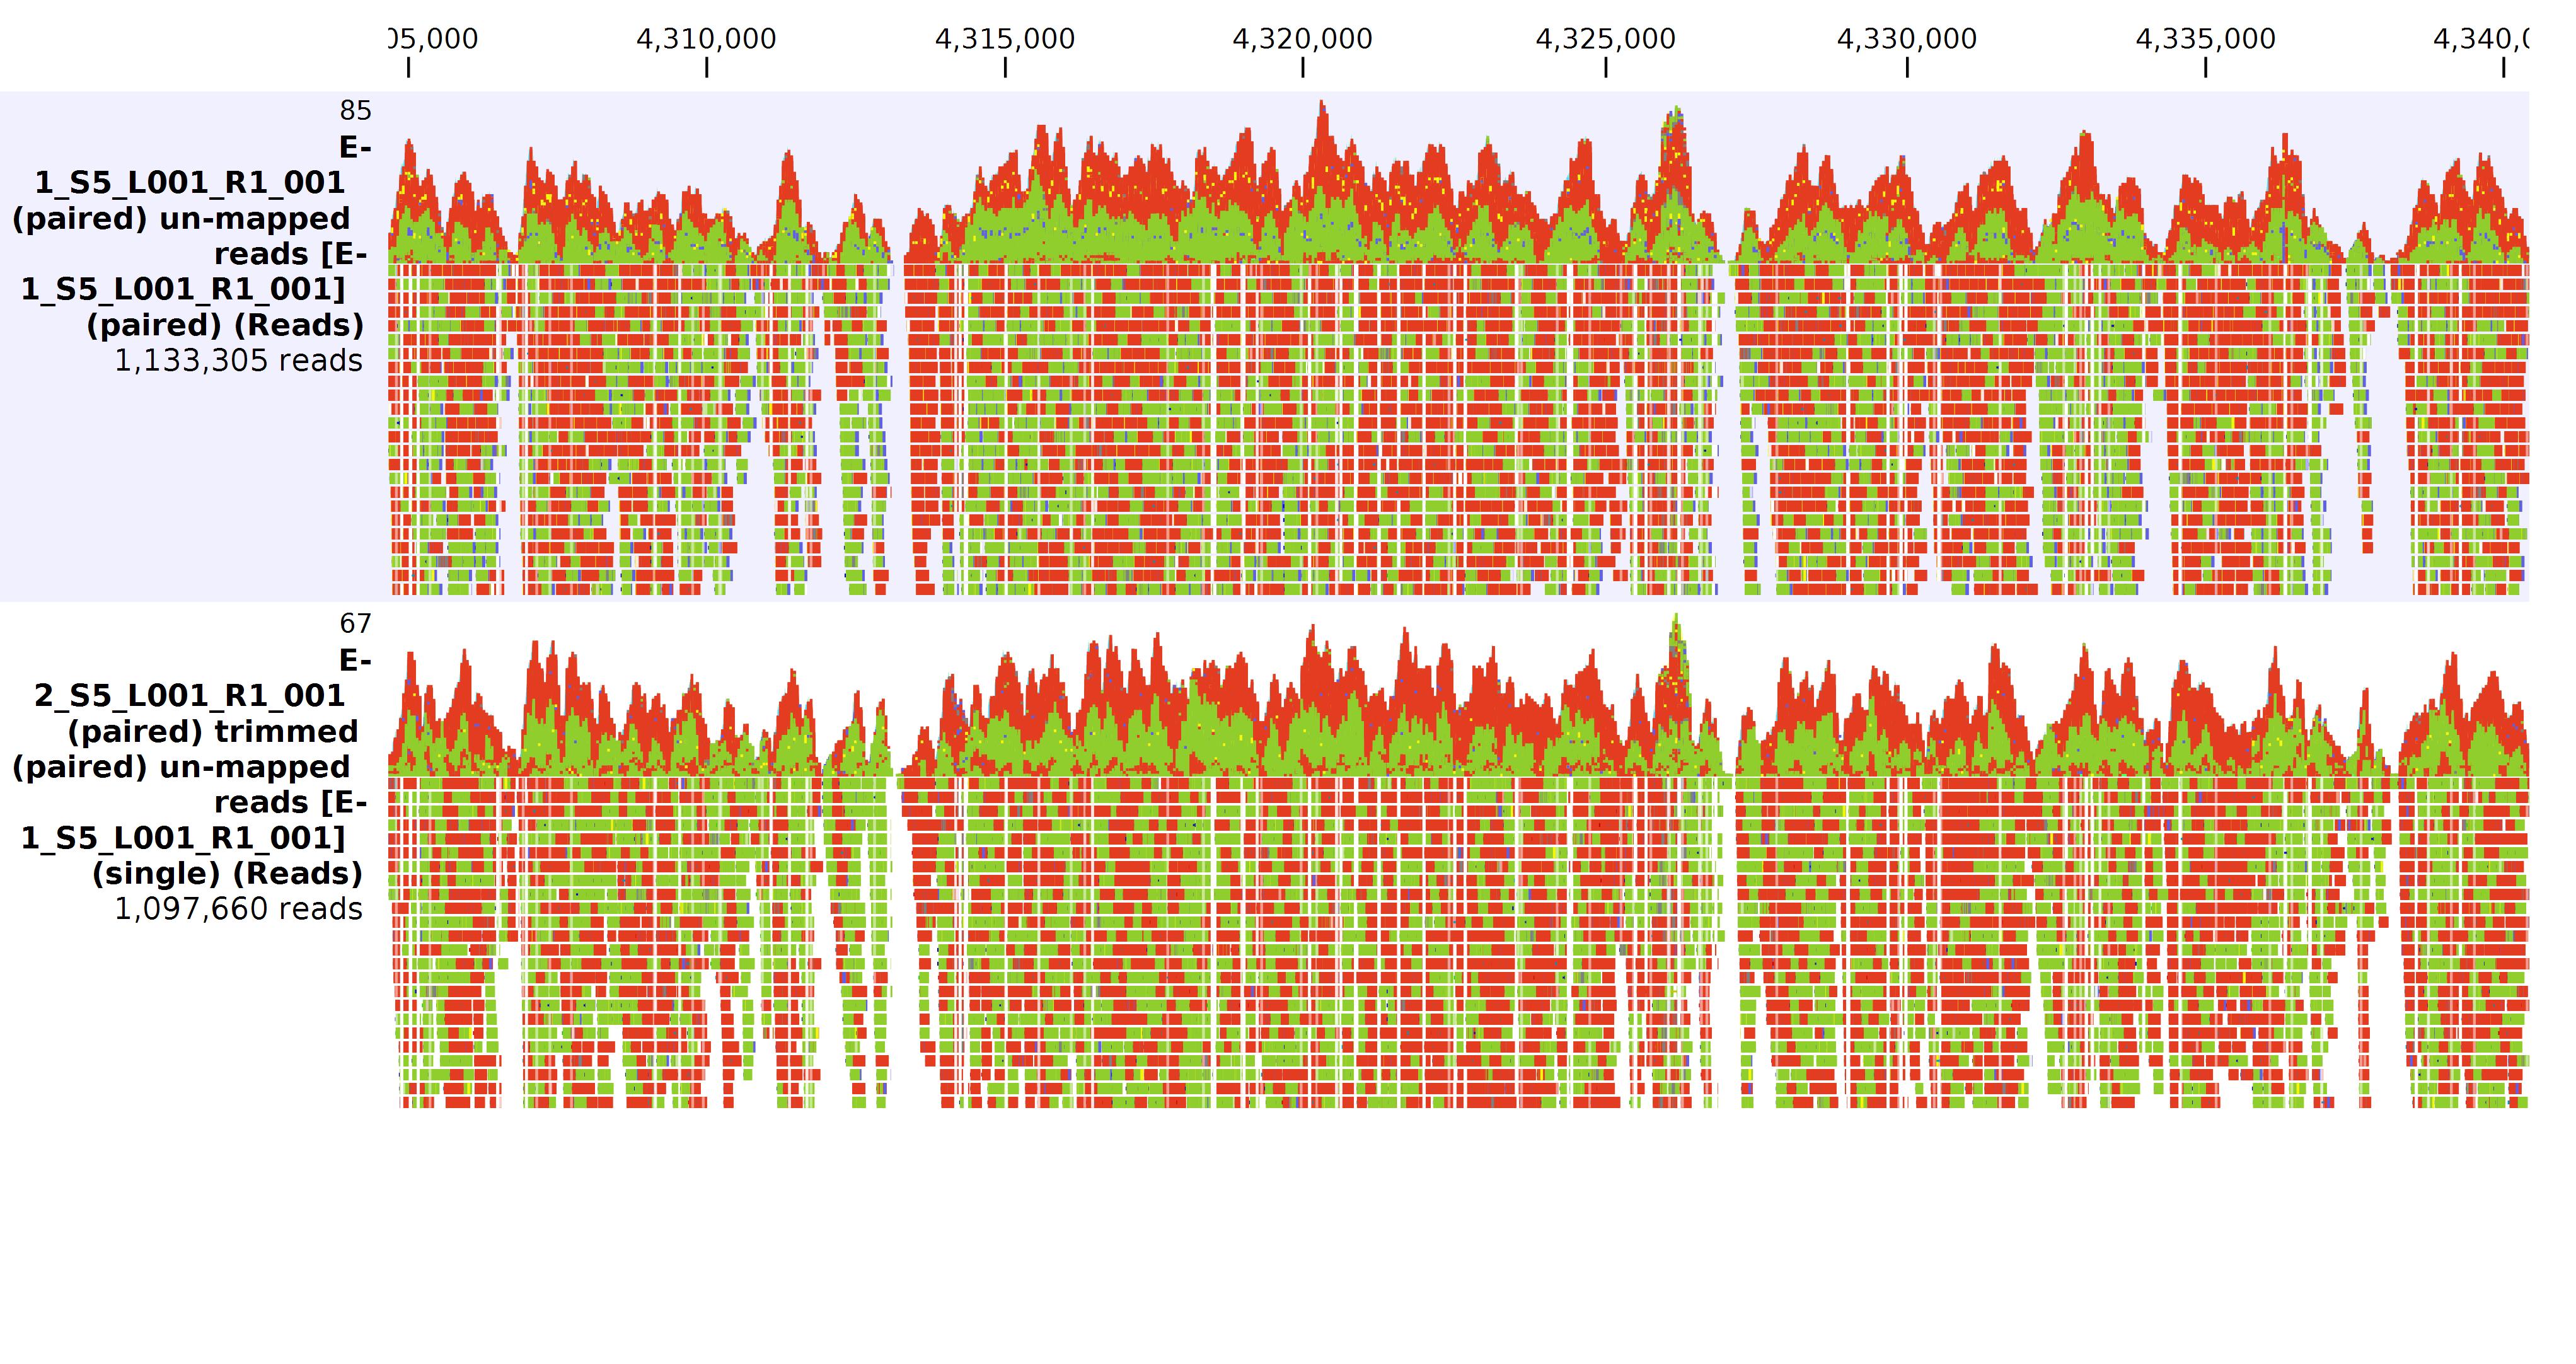 05,000 4,310,000 4,315,000 4,320,000 4,325,000 4,330,000 4,335,000 4,340,0
85
E-
1_S5_L001_R1_001
(paired) un-mapped
reads [E-
1_S5_L001_R1_001]
(paired) (Reads)
1,133,305 reads
67
E-
2_S5_L001_R1_001
(paired) trimmed
(paired) un-mapped
reads [E-
1_S5_L001_R1_001]
(single) (Reads)
1,097,660 reads